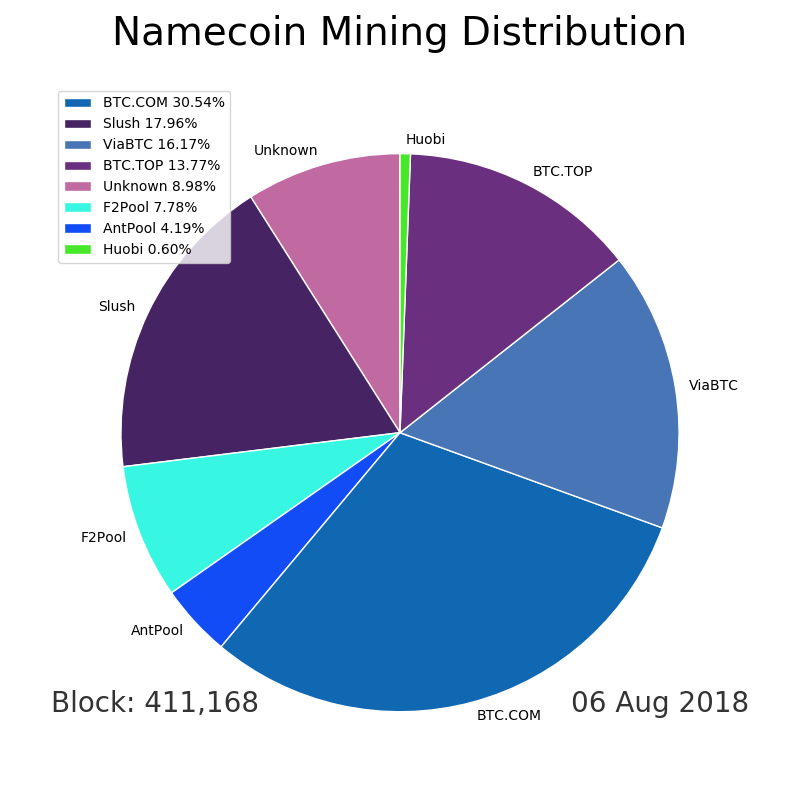 Namecoin Mining Distribution
BTC.COM 30.54%
Slush 17.96%
ViaBTC 16.17%
BTC.TOP 13.77%
Unknown 8.98%
F2Pool 7.78%
AntPool 4.19%
Huobi 0.60%
Huobi
Unknown
BTC.TOP
Slush
ViaBTC
F2Pool
AntPool
BTC.COM
Block: 411,168
06 Aug 2018